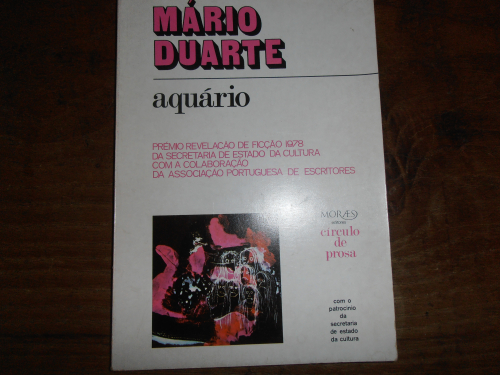 MÁRIO
DUARTE
aquário
PRÉMIO REVELAÇÃO DE FICÇÃO 1978
DA SECRETARIA DE ESTADO DA CULTURA
COM A COLABORAÇÃO
DA ASSOCIAÇÃO PORTUGUESA DE ESCRITORES
MORÆS
editores
círculo
de
prosa
com o
patrocínio
da
secretaria
de estado
da cultura